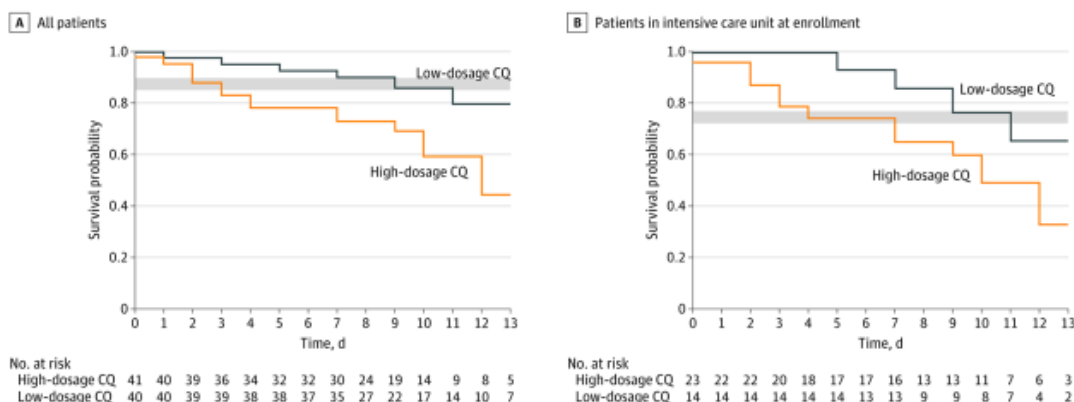 A All patients
1.0
0.8
0.6
0.4
0.2
0
Survival probability
Low-dosage CQ
High-dosage CQ
0 1 2 3 4 5 6 7 8 9 10 11 12 13
Time, d
No. at risk
High-dosage CQ 41 40 39 36 34 32 32 30 24 19 14 9 8 5
Low-dosage CQ 40 40 39 39 38 38 37 35 27 22 17 14 10 7
B Patients in intensive care unit at enrollment
1.0
0.8
0.6
0.4
0.2
0
Survival probability
Low-dosage CQ
High-dosage CQ
0 1 2 3 4 5 6 7 8 9 10 11 12 13
Time, d
No. at risk
High-dosage CQ 23 22 22 20 18 17 17 16 13 13 11 7 6 3
Low-dosage CQ 14 14 14 14 14 14 13 13 9 9 8 7 4 2